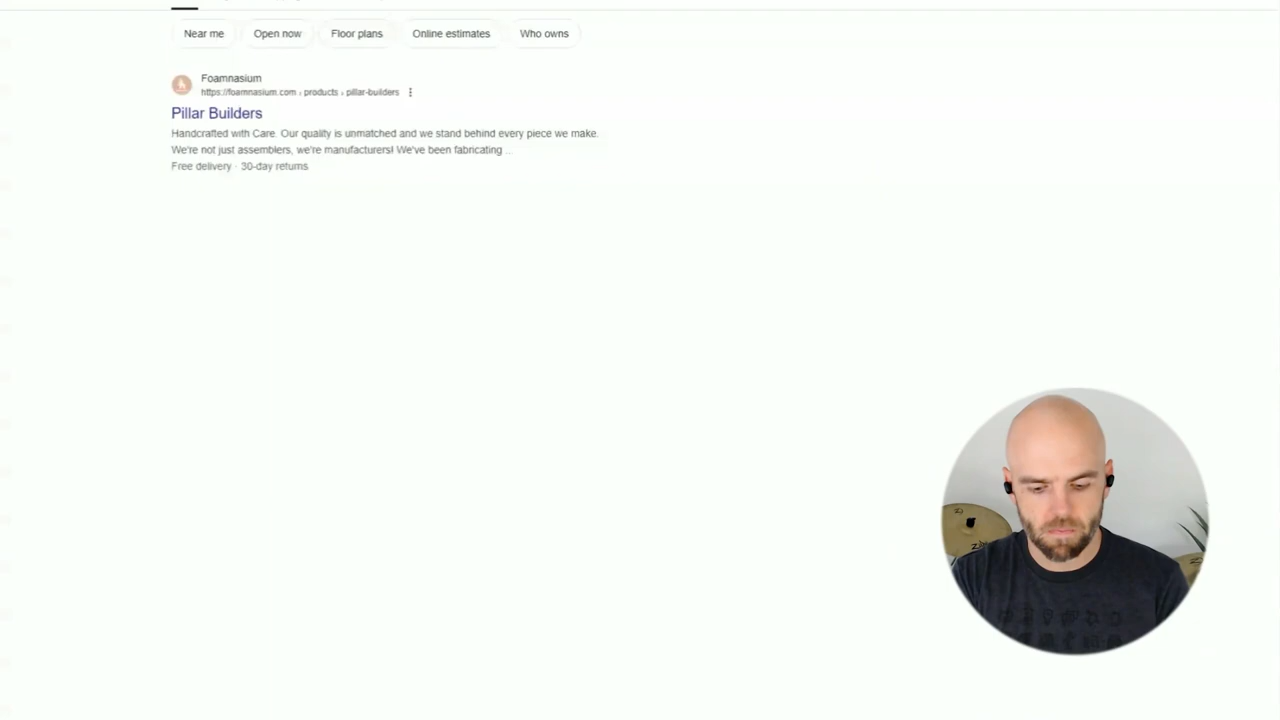 Near me
Open now
Floor plans
Online estimates
Who owns
Foamnasium
https://foamnasium.com › products › pillar-builders
Pillar Builders
Handcrafted with Care. Our quality is unmatched and we stand behind every piece we make.
We're not just assemblers, we're manufacturers! We've been fabricating ...
Free delivery · 30-day returns